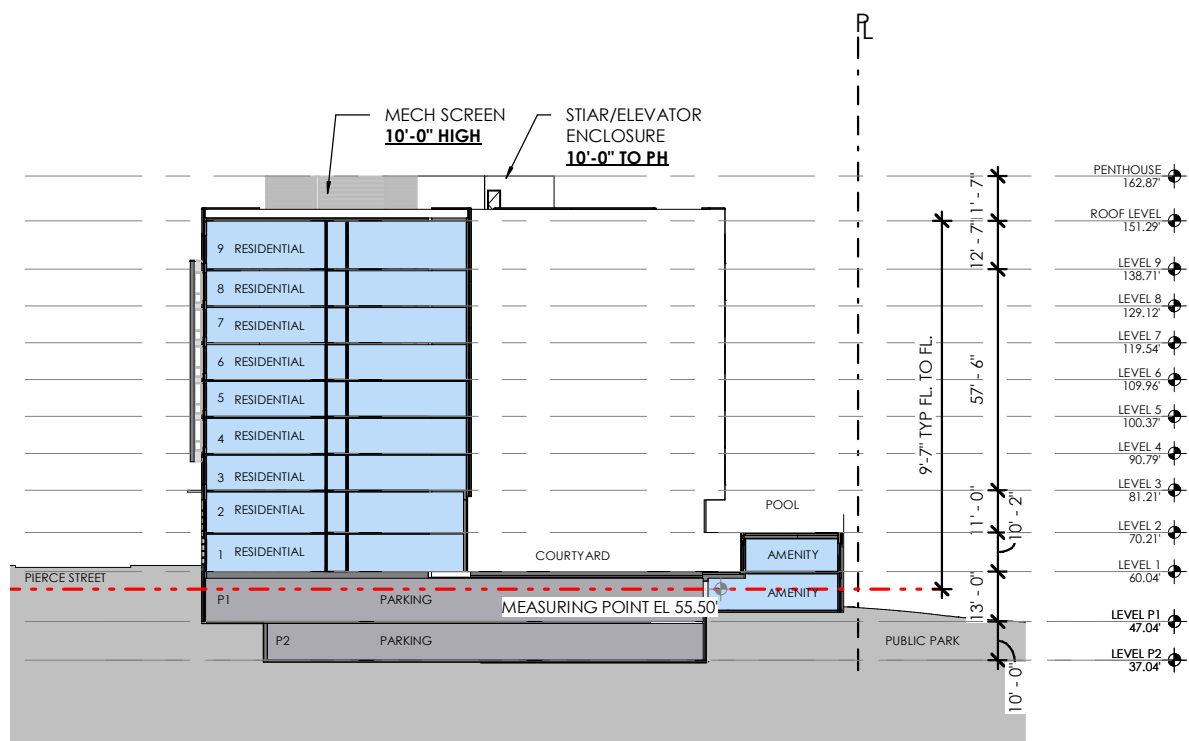 PL
MECH SCREEN
10'-0" HIGH
STIAR/ELEVATOR
ENCLOSURE
10'-0" TO PH
PENTHOUSE
162.87'
11' - 7"
ROOF LEVEL
151.29'
12' - 7"
9 RESIDENTIAL
LEVEL 9
138.71'
8 RESIDENTIAL
LEVEL 8
129.12'
7 RESIDENTIAL
LEVEL 7
119.54'
6 RESIDENTIAL
LEVEL 6
109.96'
9'-7" TYP FL. TO FL.
57' - 6"
5 RESIDENTIAL
LEVEL 5
100.37'
4 RESIDENTIAL
LEVEL 4
90.79'
3 RESIDENTIAL
LEVEL 3
81.21'
2 RESIDENTIAL
POOL
11' - 0"
10' - 2"
LEVEL 2
70.21'
1 RESIDENTIAL
COURTYARD
AMENITY
LEVEL 1
60.04'
PIERCE STREET
P1 PARKING
AMENITY
MEASURING POINT EL 55.50'
13' - 0"
LEVEL P1
47.04'
P2 PARKING
PUBLIC PARK
LEVEL P2
37.04'
10' - 0"